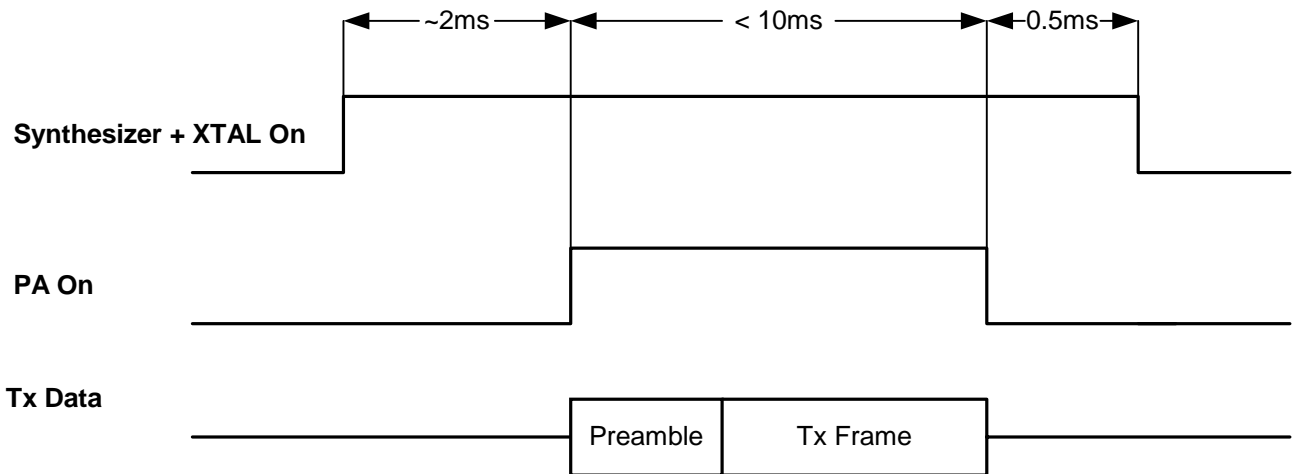 ~2ms
< 10ms
0.5ms
Synthesizer + XTAL On
PA On
Tx Data
Preamble
Tx Frame